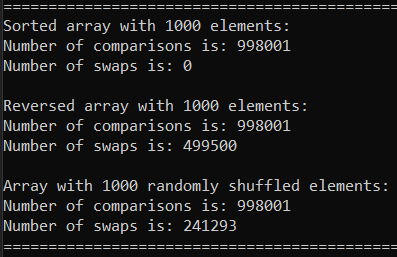 Sorted array with 1000 elements:
Number of comparisons is: 998001
Number of swaps is: 0
Reversed array with 1000 elements:
Number of comparisons is: 998001
Number of swaps is: 499500
Array with 1000 randomly shuffled elements:
Number of comparisons is: 998001
Number of swaps is: 241293